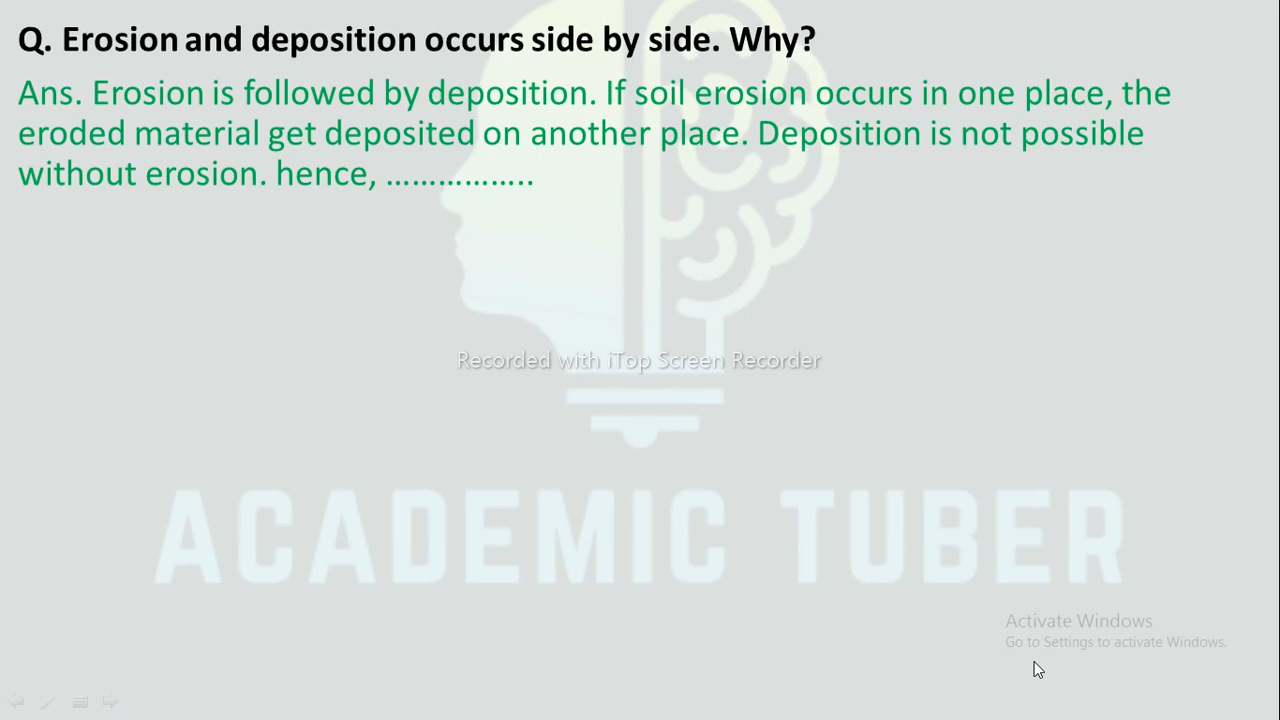 Q. Erosion and deposition occurs side by side. Why?
Ans. Erosion is followed by deposition. If soil erosion occurs in one place, the
eroded material get deposited on another place. Deposition is not possible
without erosion. hence, ……………..
Recorded with iTop Screen Recorder
ACADEMIC TUBER
Activate Windows
Go to Settings to activate Windows.